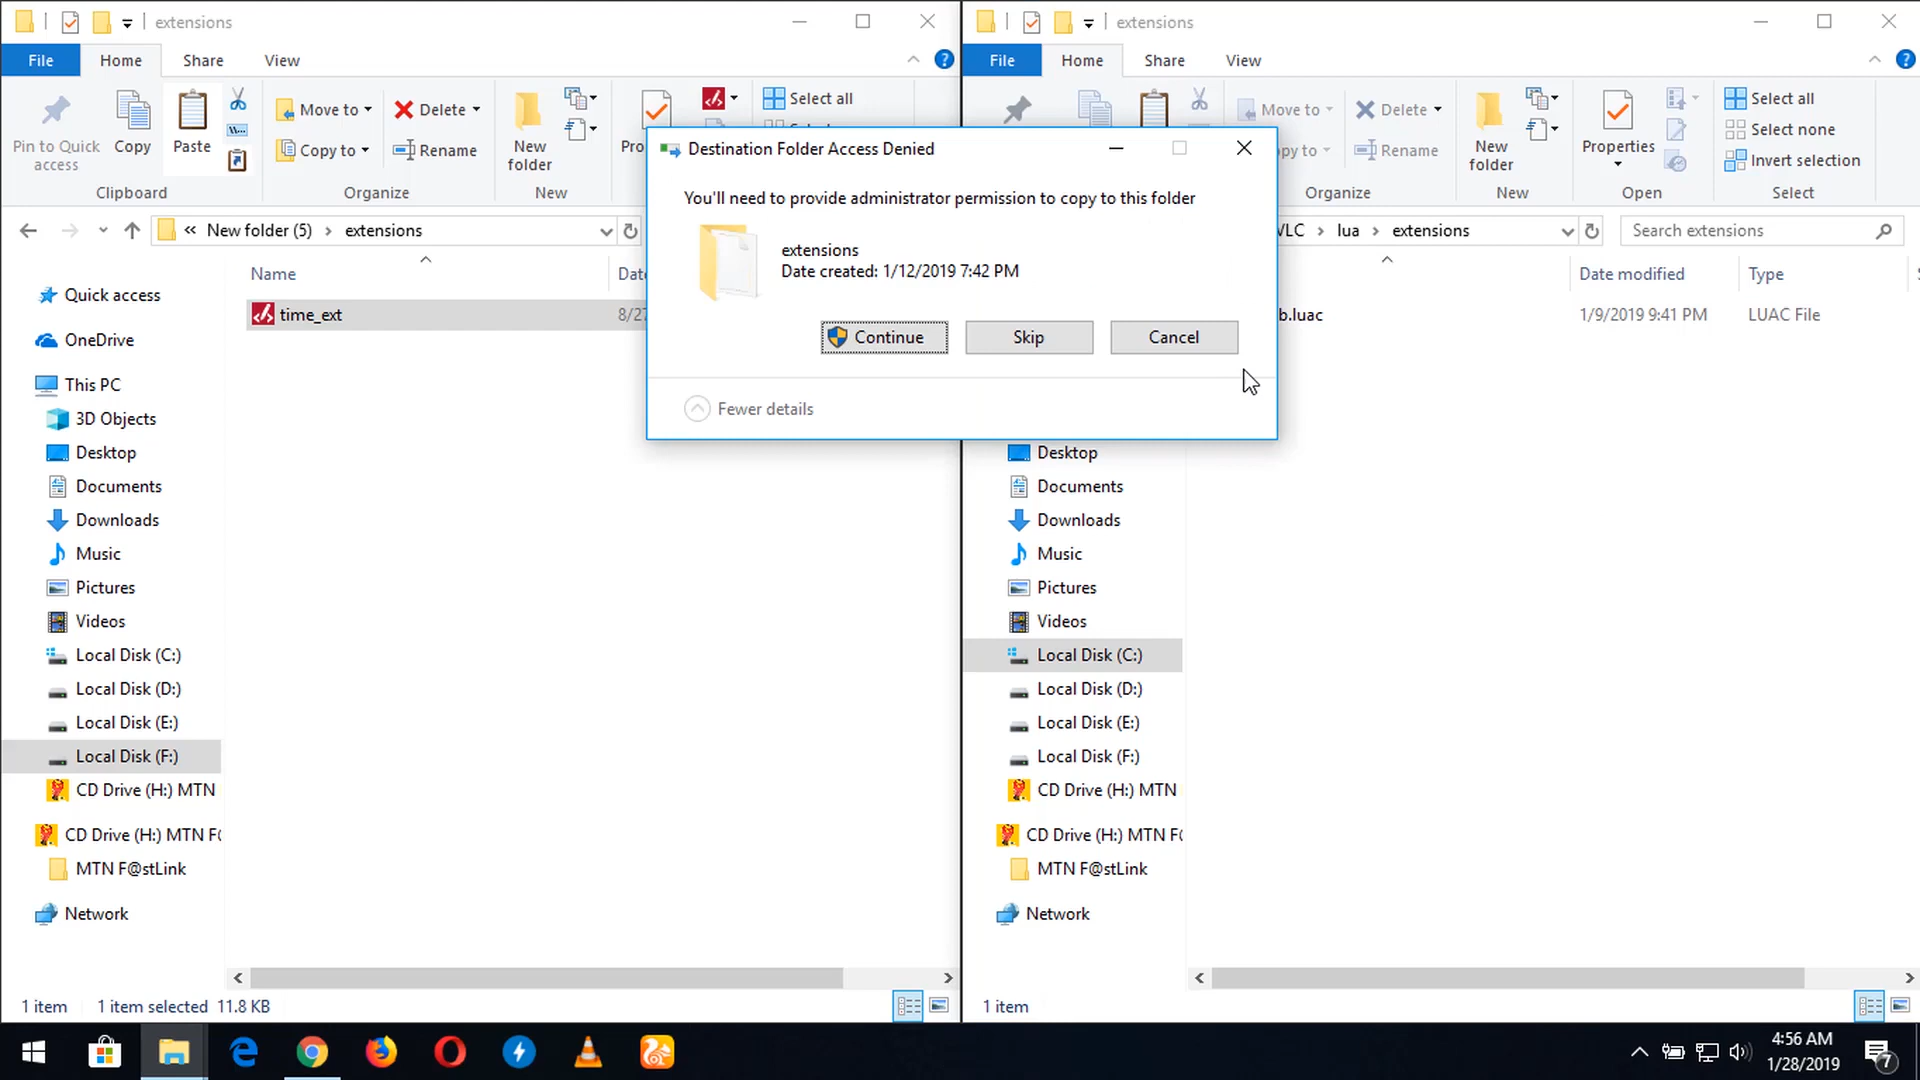 extensions
File
Home
Share
View
Pin to Quick
access
Copy
Paste
Clipboard
Move to
Copy to
Delete
Rename
Organize
New
folder
New
Select all
New folder (5)
extensions
Name
time_ext
Quick access
OneDrive
This PC
3D Objects
Desktop
Documents
Downloads
Music
Pictures
Videos
Local Disk (C:)
Local Disk (D:)
Local Disk (E:)
Local Disk (F:)
CD Drive (H:) MTN
CD Drive (H:) MTN F
MTN F@stLink
Network
1 item
1 item selected 11.8 KB
Destination Folder Access Denied
You'll need to provide administrator permission to copy to this folder
extensions
Date created: 1/12/2019 7:42 PM
Continue
Skip
Cancel
Fewer details
extensions
File
Home
Share
View
Move to
Delete
Rename
Organize
New
folder
New
Properties
Open
Select all
Select none
Invert selection
Select
VLC
lua
extensions
Search extensions
Date modified
Type
b.luac
1/9/2019 9:41 PM
LUAC File
Desktop
Documents
Downloads
Music
Pictures
Videos
Local Disk (C:)
Local Disk (D:)
Local Disk (E:)
Local Disk (F:)
CD Drive (H:) MTN
CD Drive (H:) MTN F
MTN F@stLink
Network
1 item
4:56 AM
1/28/2019
7